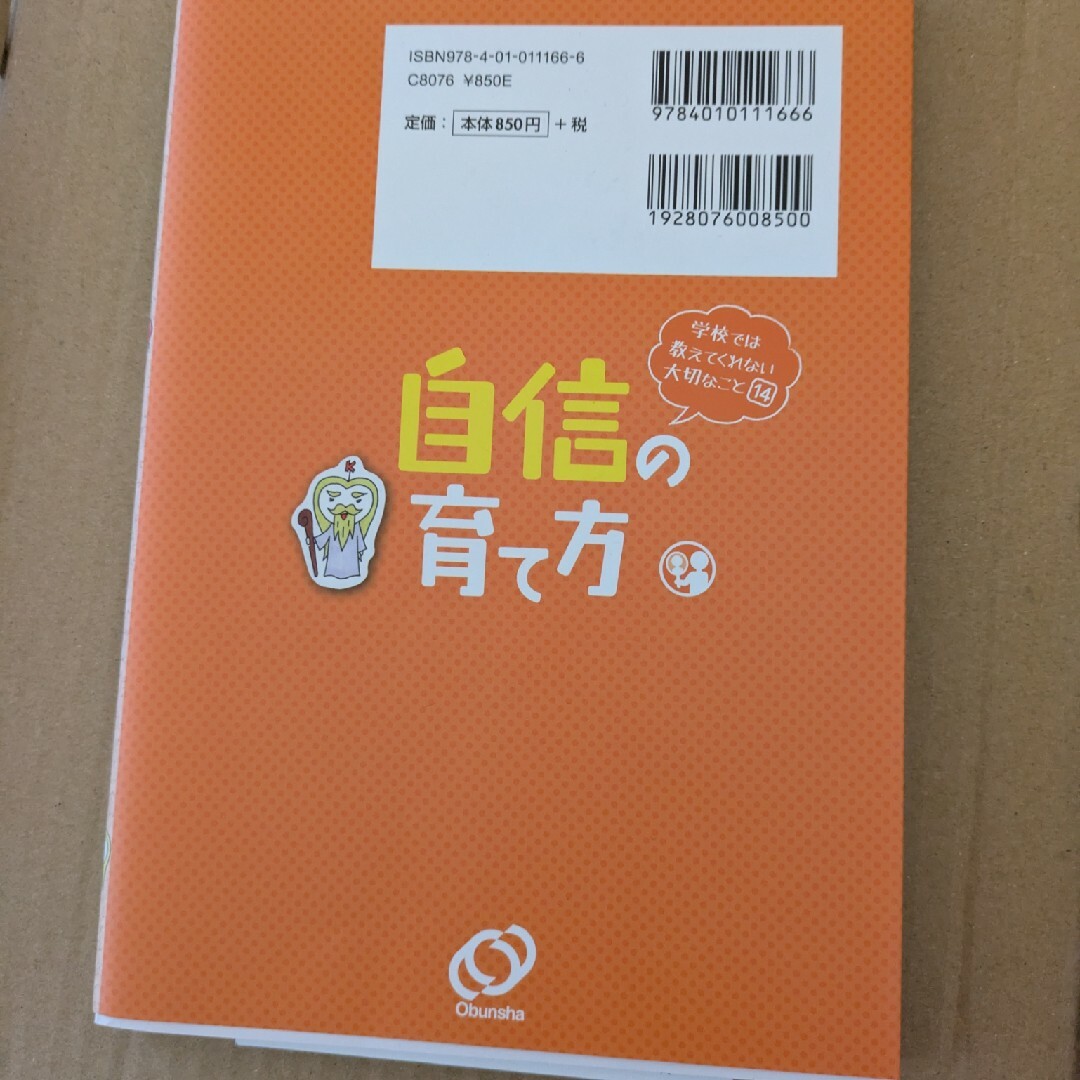 ISBN978-4-01-011166-6
C8076 ¥850E
定価：本体850円＋税
9784010111666
1928076008500
学校では
教えてくれない
大切なこと 14
自信の
育て方
K
Obunsha